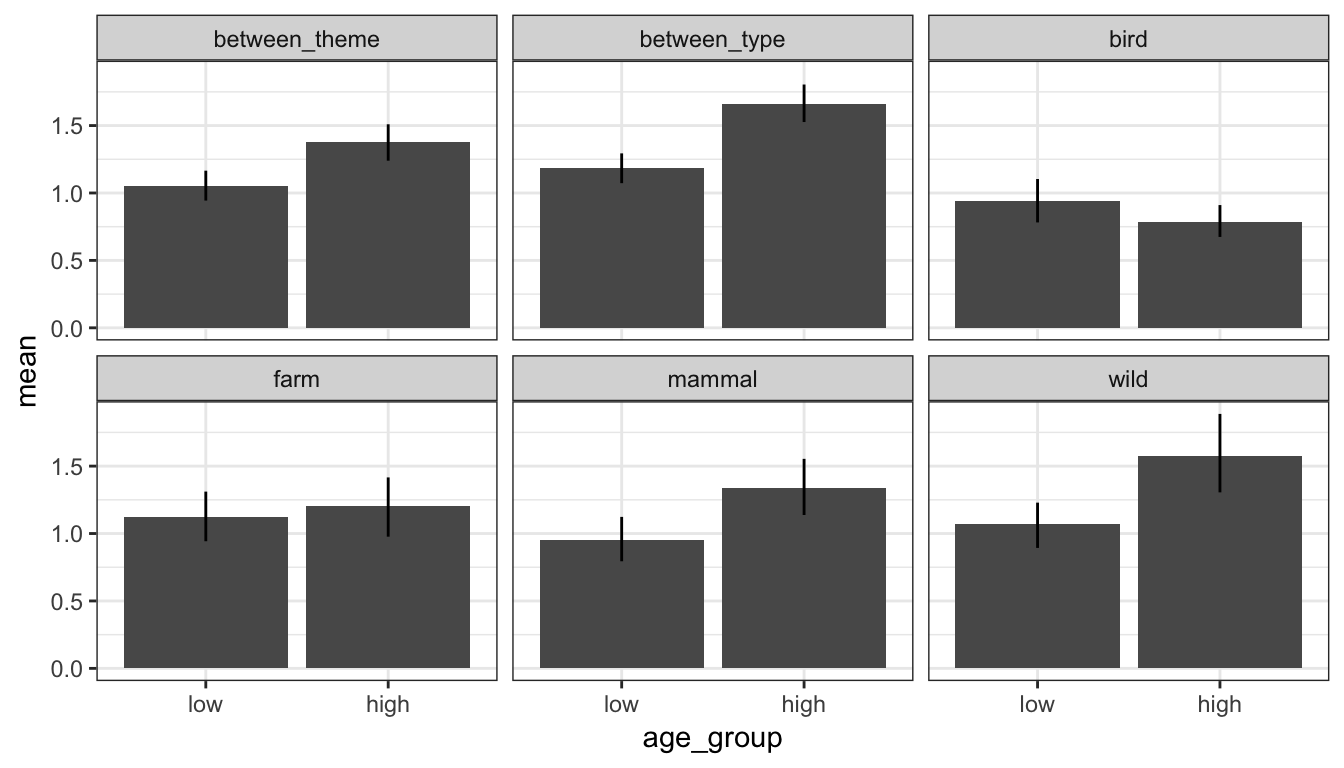 between_theme
between_type
bird
1.5
1.0
0.5
0.0
mean
farm
mammal
wild
1.5
1.0
0.5
0.0
low
high
low
high
low
high
age_group